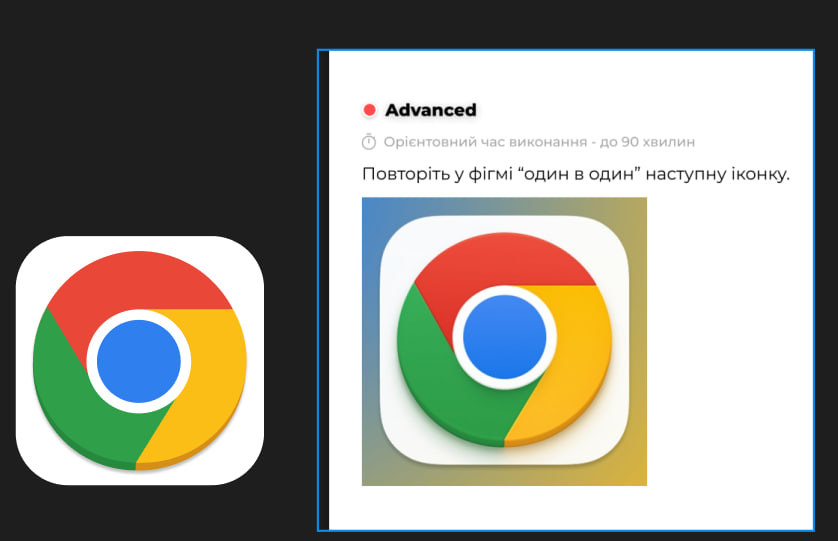 Advanced
Орієнтовний час виконання - до 90 хвилин
Повторіть у фігмі “один в один” наступну іконку.